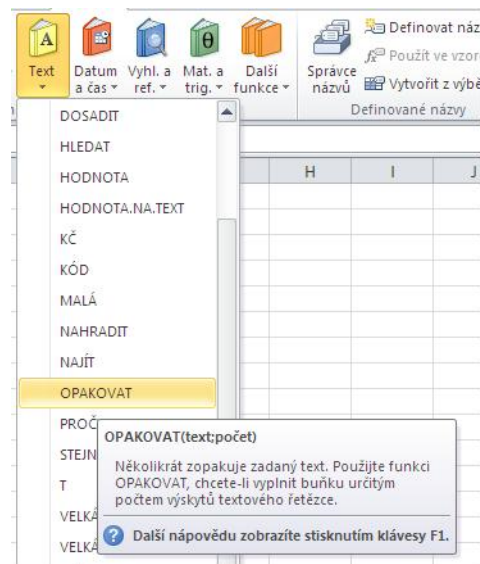 Text
Datum a čas
Vyhl. a ref.
Mat. a trig.
Další funkce
Správce názvů
Definovat náz
Použít ve vzor
Vytvořit z výbě
Definované názvy
H I J
DOSADIT
HLEDAT
HODNOTA
HODNOTA.NA.TEXT
KČ
KÓD
MALÁ
NAHRADIT
NAJÍT
OPAKOVAT
PROČ
STEJN
T
VELKÁ
VELKÁ
OPAKOVAT(text;počet)
Několikrát zopakuje zadaný text. Použijte funkci
OPAKOVAT, chcete-li vyplnit buňku určitým
počtem výskytů textového řetězce.
Další nápovědu zobrazíte stisknutím klávesy F1.